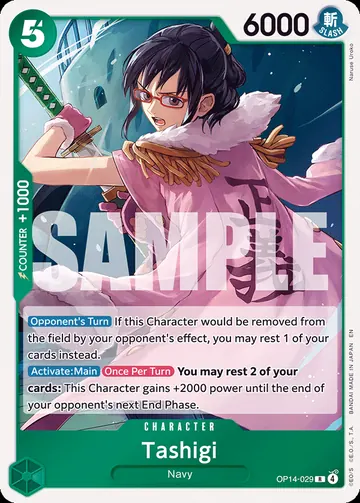 5
6000
斬
SLASH
Naruse Uroko
COUNTER +1000
正義
SAMPLE
Opponent's Turn If this Character would be removed from
the field by your opponent's effect, you may rest 1 of your
cards instead.
Activate:Main Once Per Turn You may rest 2 of your
cards: This Character gains +2000 power until the end of
your opponent's next End Phase.
CHARACTER
Tashigi
Navy
OP14-029 R 4
©E.O./S. ©E.O./S., T.A. BANDAI MADE IN JAPAN EN